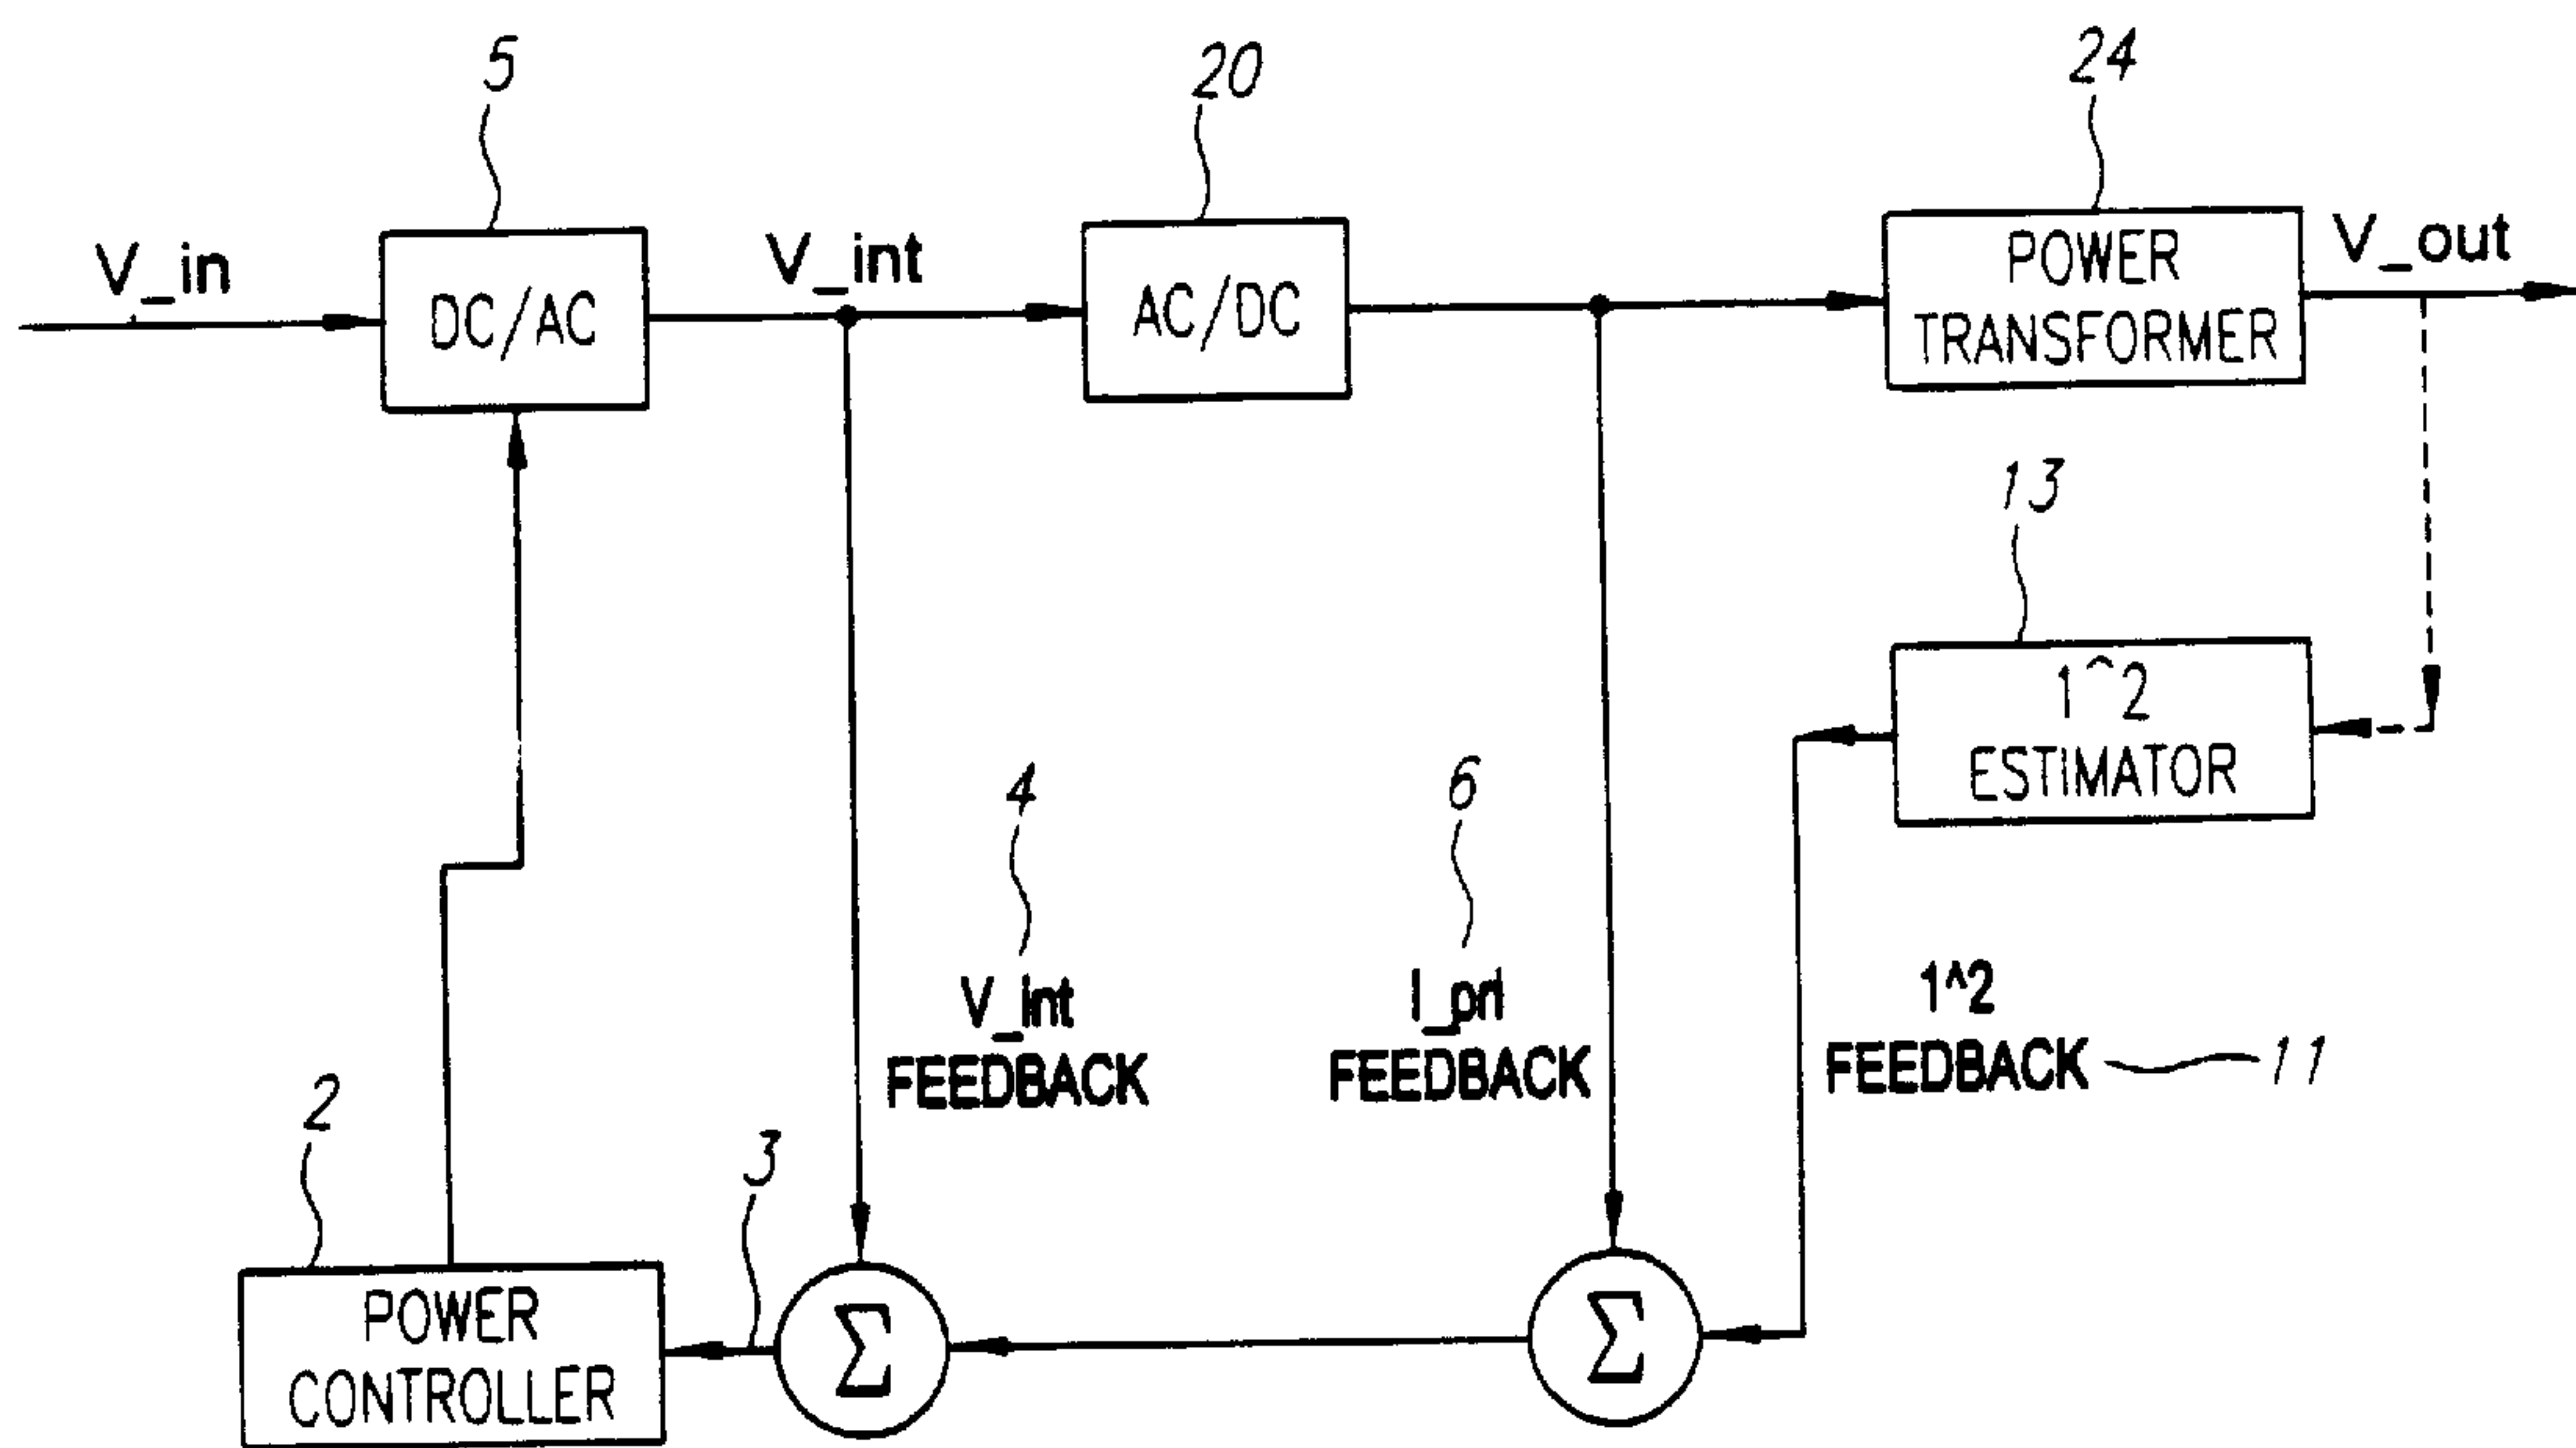 5
20
24
V_in
DC/AC
V_int
AC/DC
POWER
TRANSFORMER
V_out
13
1^2
ESTIMATOR
4
V_int
FEEDBACK
6
I_pri
FEEDBACK
1^2
FEEDBACK
11
2
POWER
CONTROLLER
3
Σ
Σ